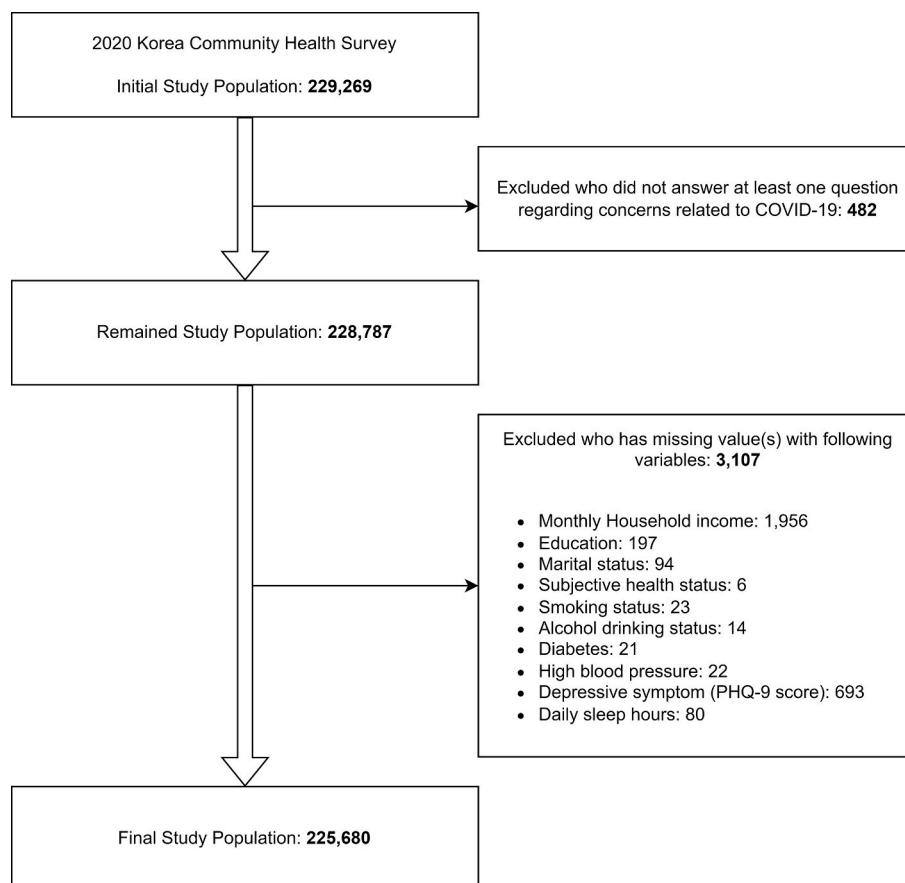 2020 Korea Community Health Survey
Initial Study Population: 229,269
Excluded who did not answer at least one question
regarding concerns related to COVID-19: 482
Remained Study Population: 228,787
Excluded who has missing value(s) with following
variables: 3,107
• Monthly Household income: 1,956
• Education: 197
• Marital status: 94
• Subjective health status: 6
• Smoking status: 23
• Alcohol drinking status: 14
• Diabetes: 21
• High blood pressure: 22
• Depressive symptom (PHQ-9 score): 693
• Daily sleep hours: 80
Final Study Population: 225,680